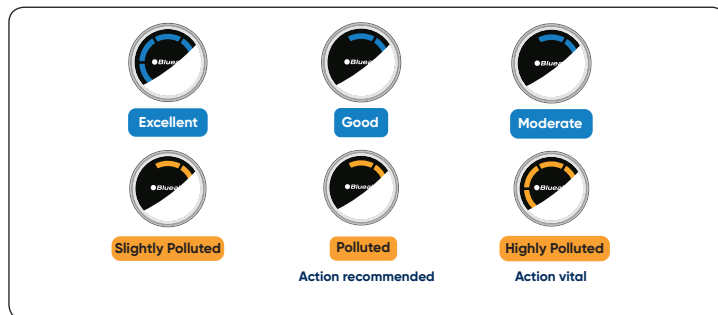 Excellent
Good
Moderate
Slightly Polluted
Polluted
Highly Polluted
Action recommended
Action vital